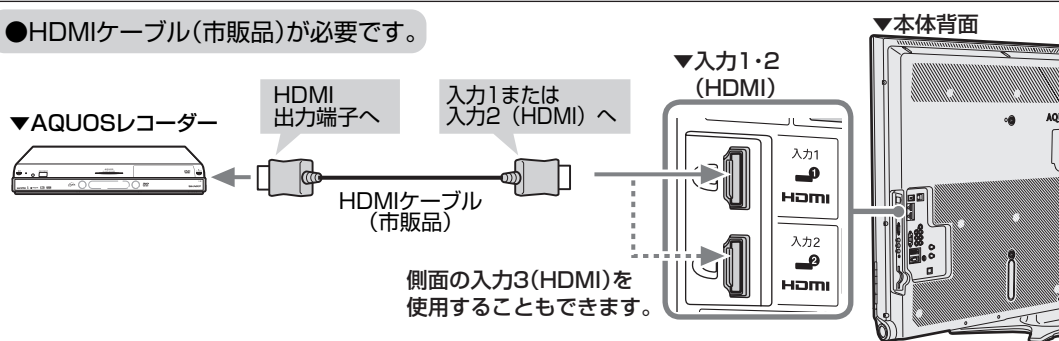 ●HDMIケーブル(市販品)が必要です。
▼本体背面
▼入力1・2
(HDMI)
HDMI
出力端子へ
入力1または
入力2(HDMI)へ
▼AQUOSレコーダー
HDMIケーブル
(市販品)
入力1
1
HDMI
入力2
2
HDMI
側面の入力3(HDMI)を
使用することもできます。